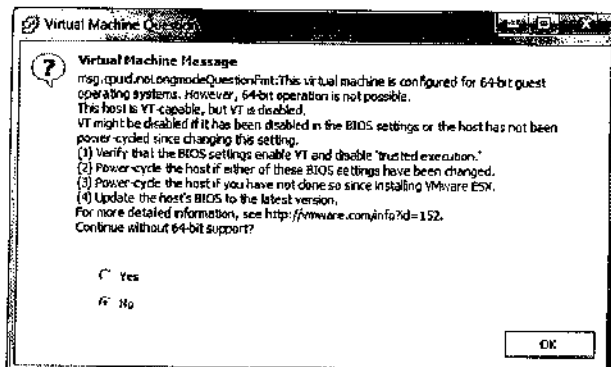 Virtual Machine Question
Virtual Machine Message
msg.cpuid.noLongmodeQuestionFmt:This virtual machine is configured for 64-bit guest
operating systems. However, 64-bit operation is not possible.
This host is VT-capable, but VT is disabled.
VT might be disabled if it has been disabled in the BIOS settings or the host has not been
power-cycled since changing this setting.
(1) Verify that the BIOS settings enable VT and disable 'trusted execution.'
(2) Power-cycle the host if either of these BIOS settings have been changed.
(3) Power-cycle the host if you have not done so since installing VMware ESX.
(4) Update the host's BIOS to the latest version.
For more detailed information, see http://vmware.com/info?id=152.
Continue without 64-bit support?
Yes
No
OK